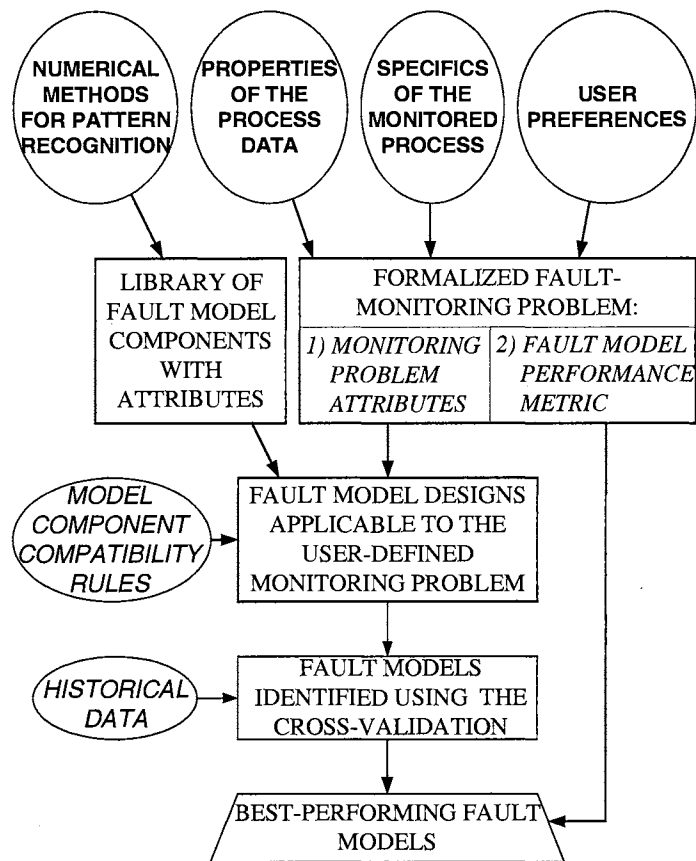 NUMERICAL
METHODS
FOR PATTERN
RECOGNITION
PROPERTIES
OF THE
PROCESS
DATA
SPECIFICS
OF THE
MONITORED
PROCESS
USER
PREFERENCES
LIBRARY OF
FAULT MODEL
COMPONENTS
WITH
ATTRIBUTES
FORMALIZED FAULT-
MONITORING PROBLEM:
1) MONITORING
PROBLEM
ATTRIBUTES
2) FAULT MODEL
PERFORMANCE
METRIC
MODEL
COMPONENT
COMPATIBILITY
RULES
FAULT MODEL DESIGNS
APPLICABLE TO THE
USER-DEFINED
MONITORING PROBLEM
HISTORICAL
DATA
FAULT MODELS
IDENTIFIED USING THE
CROSS-VALIDATION
BEST-PERFORMING FAULT
MODELS